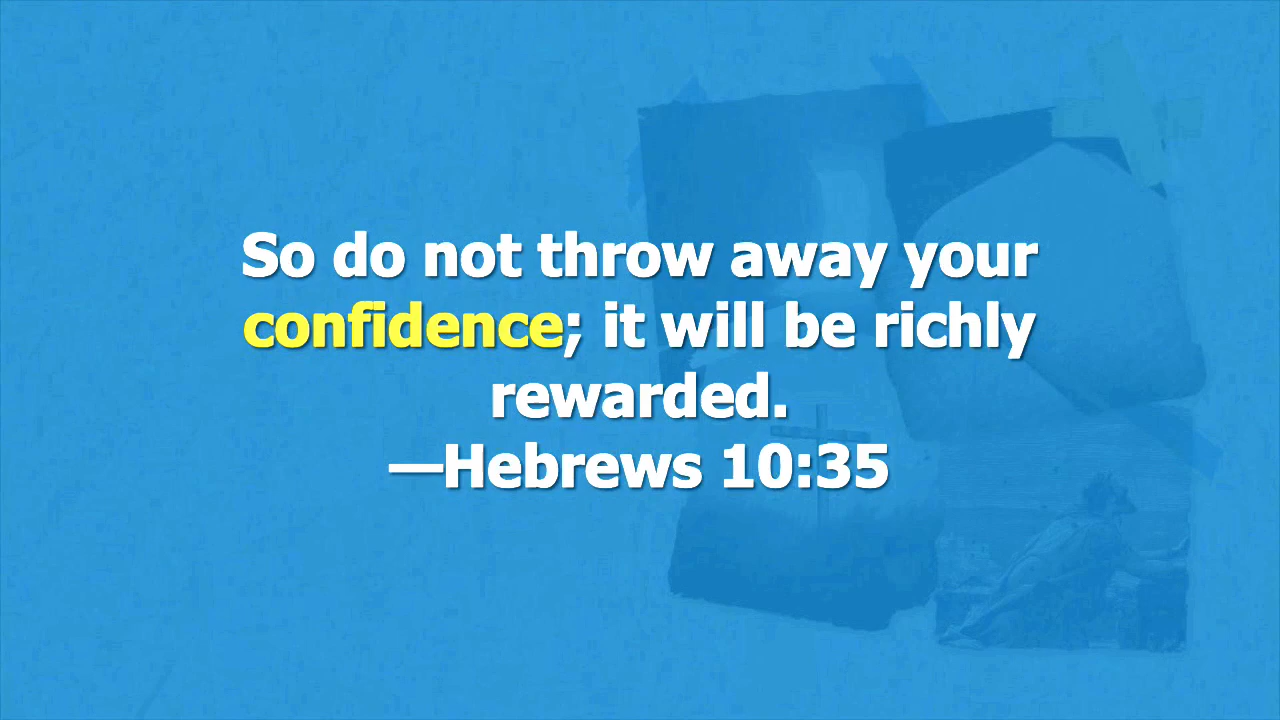 So do not throw away your
confidence; it will be richly
rewarded.
—Hebrews 10:35